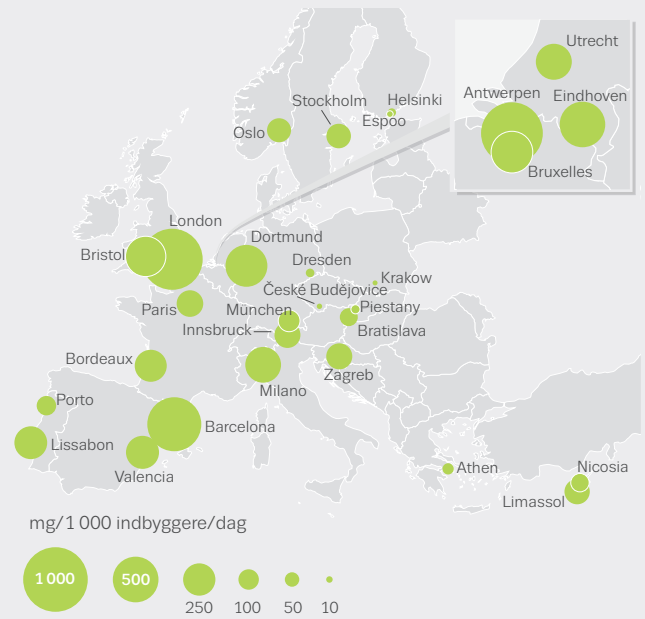 Utrecht
Antwerpen
Eindhoven
Bruxelles
Stockholm
Helsinki
Espoo
Oslo
London
Bristol
Dortmund
Dresden
Krakow
České Budějovice
Paris
München
Piestany
Innsbruck
Bratislava
Bordeaux
Zagreb
Milano
Porto
Barcelona
Lissabon
Valencia
Athen
Nicosia
Limassol
mg/1 000 indbyggere/dag
1 000
500
250
100
50
10